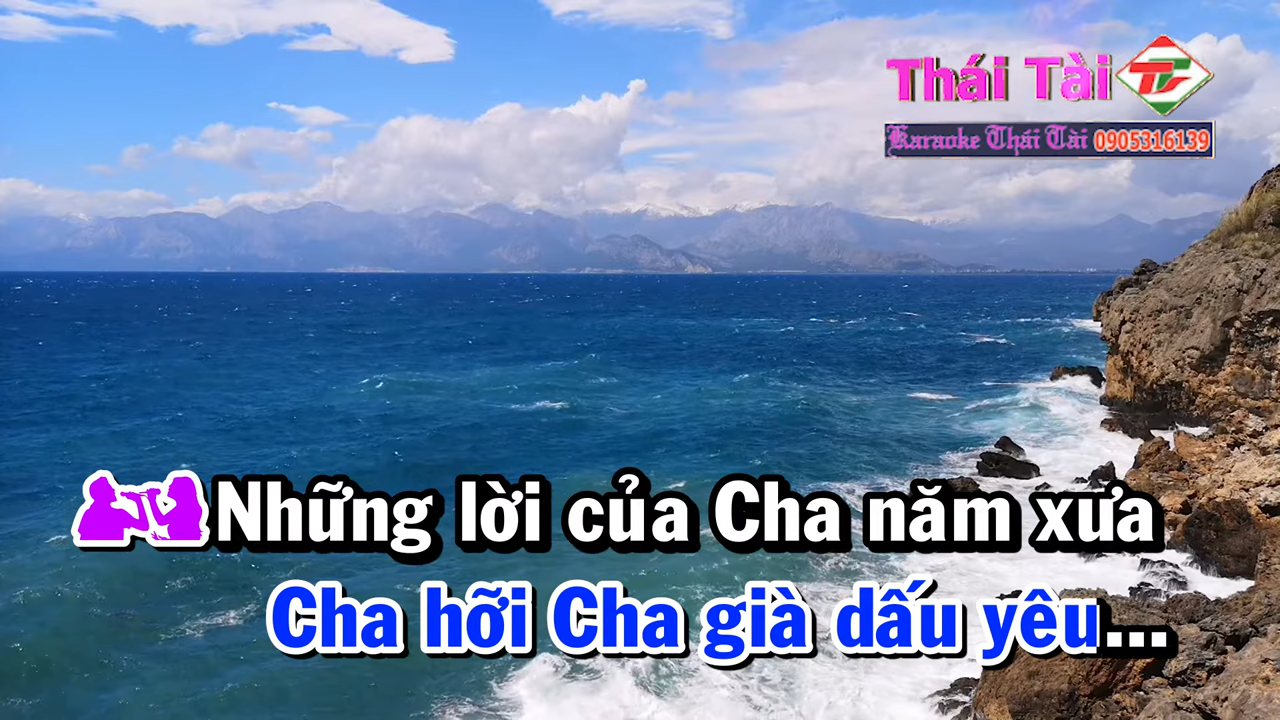 Thái Tài
Karaoke Thái Tài 0905316139
Những lời của Cha năm xưa
Cha hỡi Cha già dấu yêu...